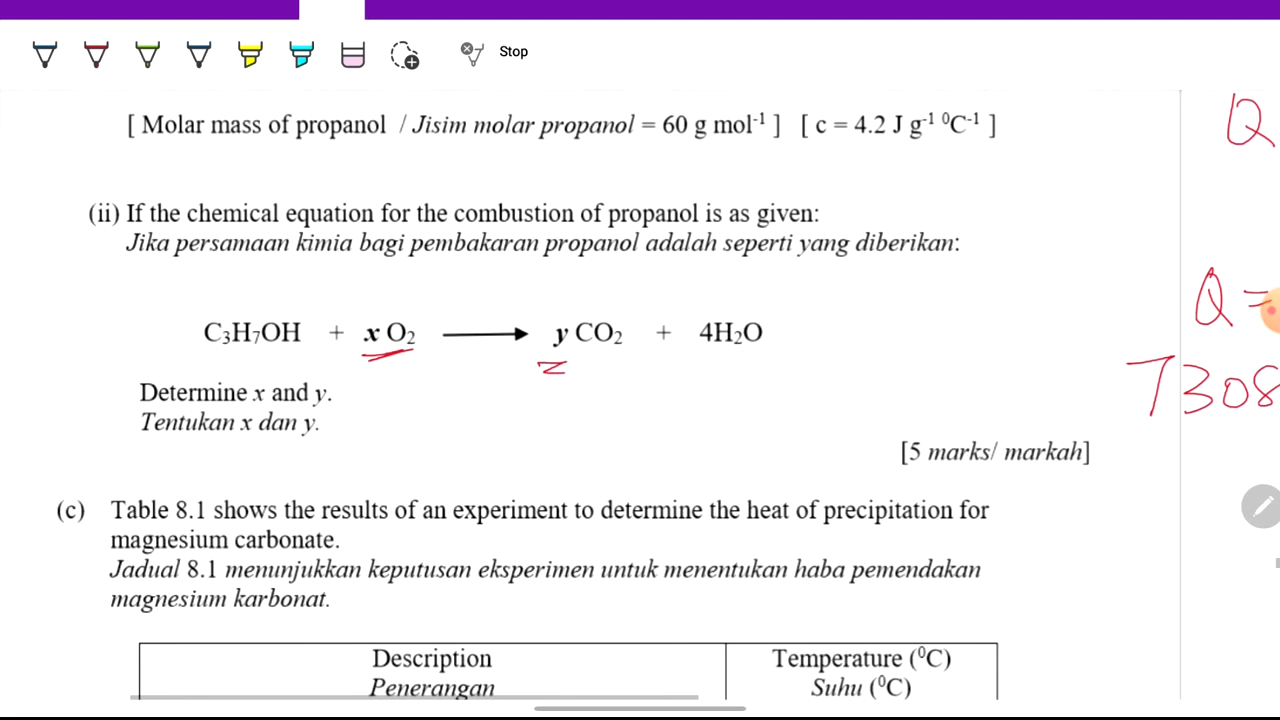 Stop
[ Molar mass of propanol / Jisim molar propanol = 60 g mol⁻¹ ] [ c = 4.2 J g⁻¹ ⁰C⁻¹ ]
Q
(ii) If the chemical equation for the combustion of propanol is as given:
Jika persamaan kimia bagi pembakaran propanol adalah seperti yang diberikan:
Q =
C₃H₇OH + x O₂ ⟶ y CO₂ + 4H₂O
7308
Determine x and y.
Tentukan x dan y.
[5 marks/ markah]
(c) Table 8.1 shows the results of an experiment to determine the heat of precipitation for
magnesium carbonate.
Jadual 8.1 menunjukkan keputusan eksperimen untuk menentukan haba pemendakan
magnesium karbonat.
Description Temperature (⁰C)
Penerangan Suhu (⁰C)